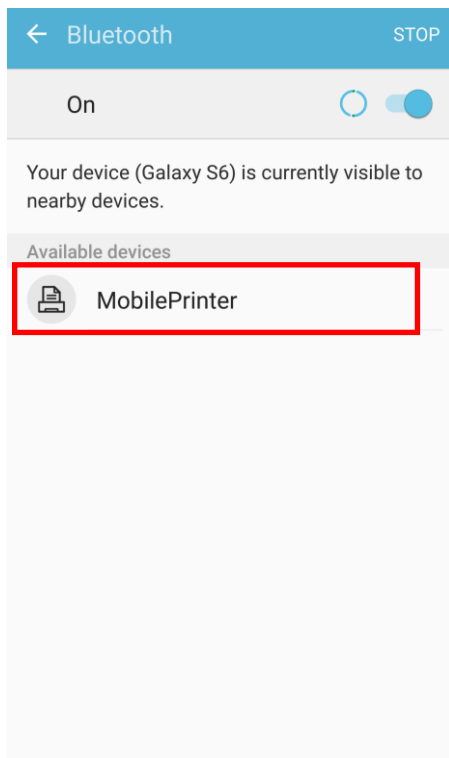 Bluetooth STOP
On
Your device (Galaxy S6) is currently visible to
nearby devices.
Available devices
MobilePrinter